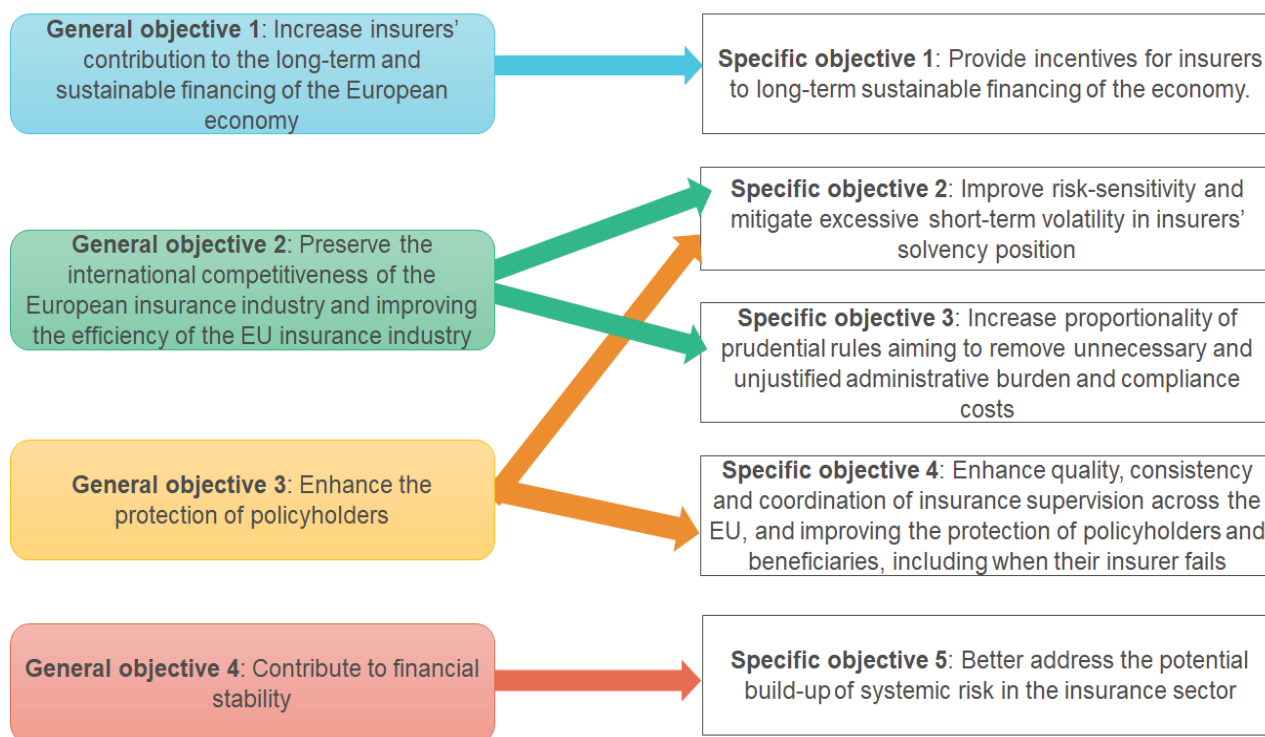 General objective 1: Increase insurers’
contribution to the long-term and
sustainable financing of the European
economy
Specific objective 1: Provide incentives for insurers
to long-term sustainable financing of the economy.
General objective 2: Preserve the
international competitiveness of the
European insurance industry and improving
the efficiency of the EU insurance industry
Specific objective 2: Improve risk-sensitivity and
mitigate excessive short-term volatility in insurers’
solvency position
Specific objective 3: Increase proportionality of
prudential rules aiming to remove unnecessary and
unjustified administrative burden and compliance
costs
General objective 3: Enhance the
protection of policyholders
Specific objective 4: Enhance quality, consistency
and coordination of insurance supervision across the
EU, and improving the protection of policyholders and
beneficiaries, including when their insurer fails
General objective 4: Contribute to financial
stability
Specific objective 5: Better address the potential
build-up of systemic risk in the insurance sector